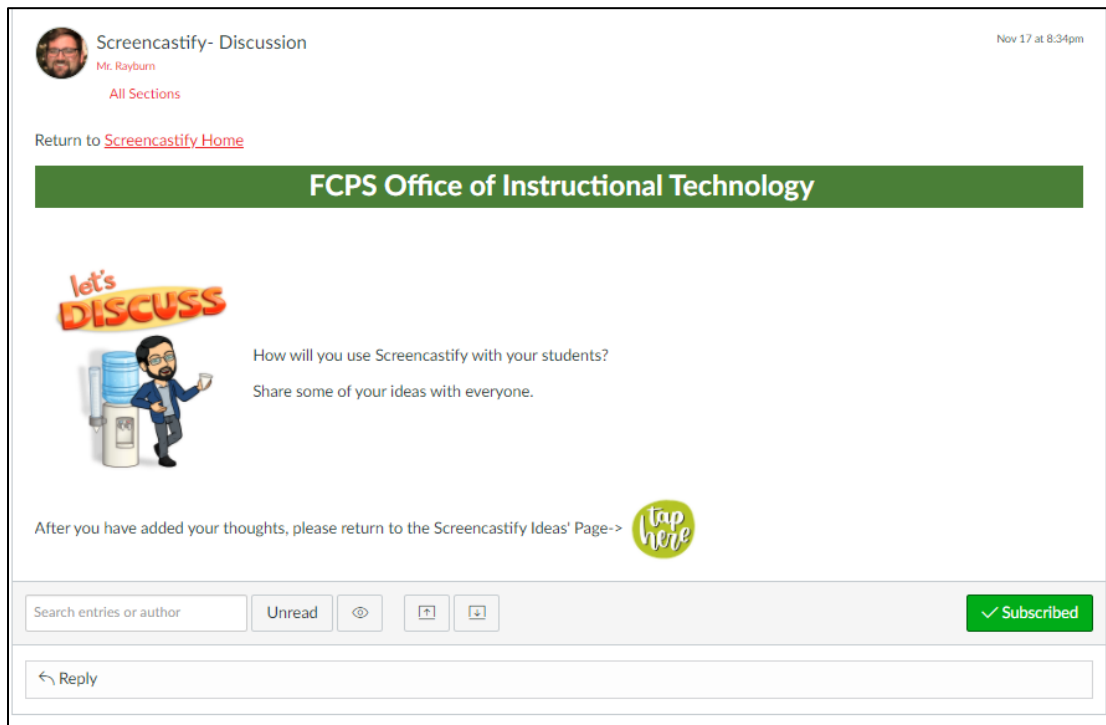 Screencastify- Discussion
Nov 17 at 8:34pm
Mr. Rayburn
All Sections
Return to Screencastify Home
FCPS Office of Instructional Technology
let's
DISCUSS
How will you use Screencastify with your students?
Share some of your ideas with everyone.
After you have added your thoughts, please return to the Screencastify Ideas' Page->
tap
here
Search entries or author
Unread
Subscribed
Reply